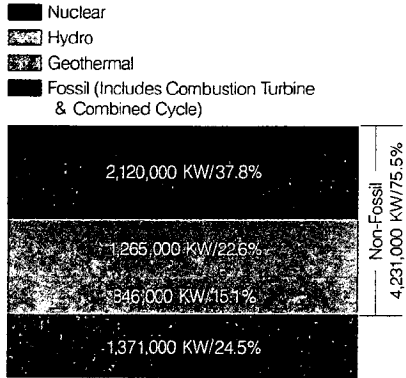 Nuclear
Hydro
Geothermal
Fossil (Includes Combustion Turbine
& Combined Cycle)
2,120,000 KW/37.8%
1,265,000 KW/22.6%
846,000 KW/15.1%
1,371,000 KW/24.5%
Non-Fossil
4,231,000 KW/75.5%